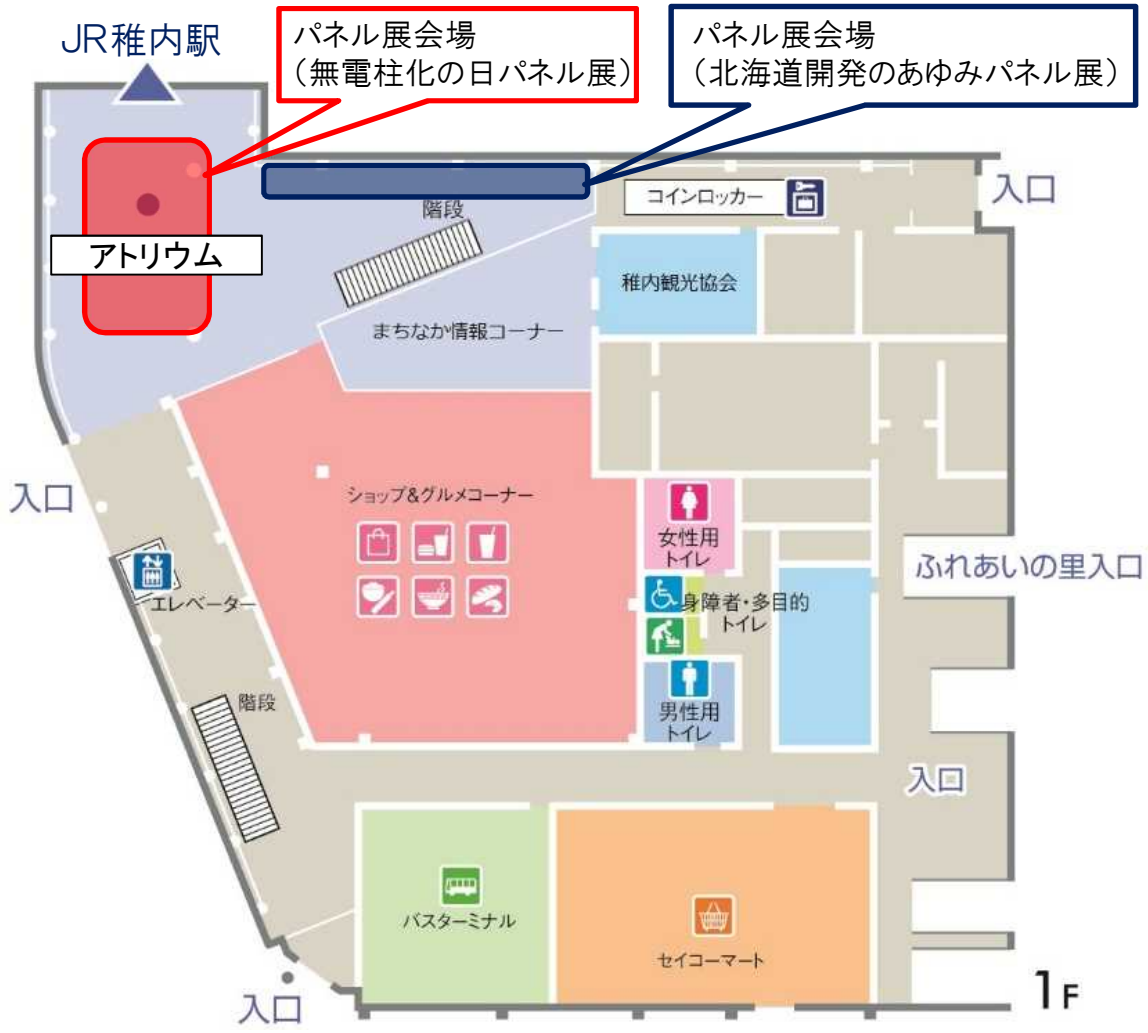 JR稚内駅
パネル展会場
（無電柱化の日パネル展）
パネル展会場
（北海道開発のあゆみパネル展）
コインロッカー
入口
階段
アトリウム
稚内観光協会
まちなか情報コーナー
入口
ショップ&グルメコーナー
女性用
トイレ
ふれあいの里入口
エレベーター
身障者・多目的
トイレ
階段
男性用
トイレ
入口
バスターミナル
セイコーマート
1F
入口